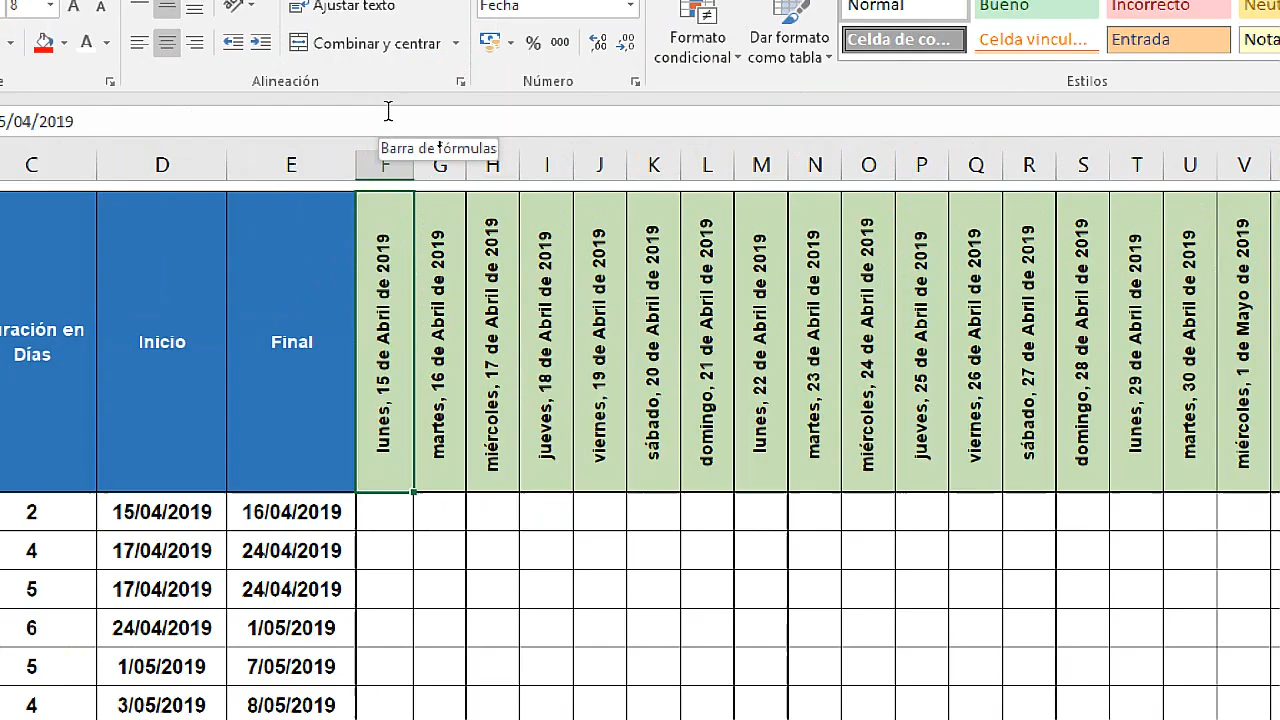 8 A A Ajustar texto Fecha Normal Bueno Incorrecto
A Combinar y centrar % 000 Formato condicional Dar formato como tabla Celda de co... Celda vincul... Entrada Nota
Alineación Número Estilos
5/04/2019
Barra de fórmulas
C D E F G H I J K L M N O P Q R S T U V
uración en Días Inicio Final
lunes, 15 de Abril de 2019
martes, 16 de Abril de 2019
miércoles, 17 de Abril de 2019
jueves, 18 de Abril de 2019
viernes, 19 de Abril de 2019
sábado, 20 de Abril de 2019
domingo, 21 de Abril de 2019
lunes, 22 de Abril de 2019
martes, 23 de Abril de 2019
miércoles, 24 de Abril de 2019
jueves, 25 de Abril de 2019
viernes, 26 de Abril de 2019
sábado, 27 de Abril de 2019
domingo, 28 de Abril de 2019
lunes, 29 de Abril de 2019
martes, 30 de Abril de 2019
miércoles, 1 de Mayo de 2019
2 15/04/2019 16/04/2019
4 17/04/2019 24/04/2019
5 17/04/2019 24/04/2019
6 24/04/2019 1/05/2019
5 1/05/2019 7/05/2019
4 3/05/2019 8/05/2019